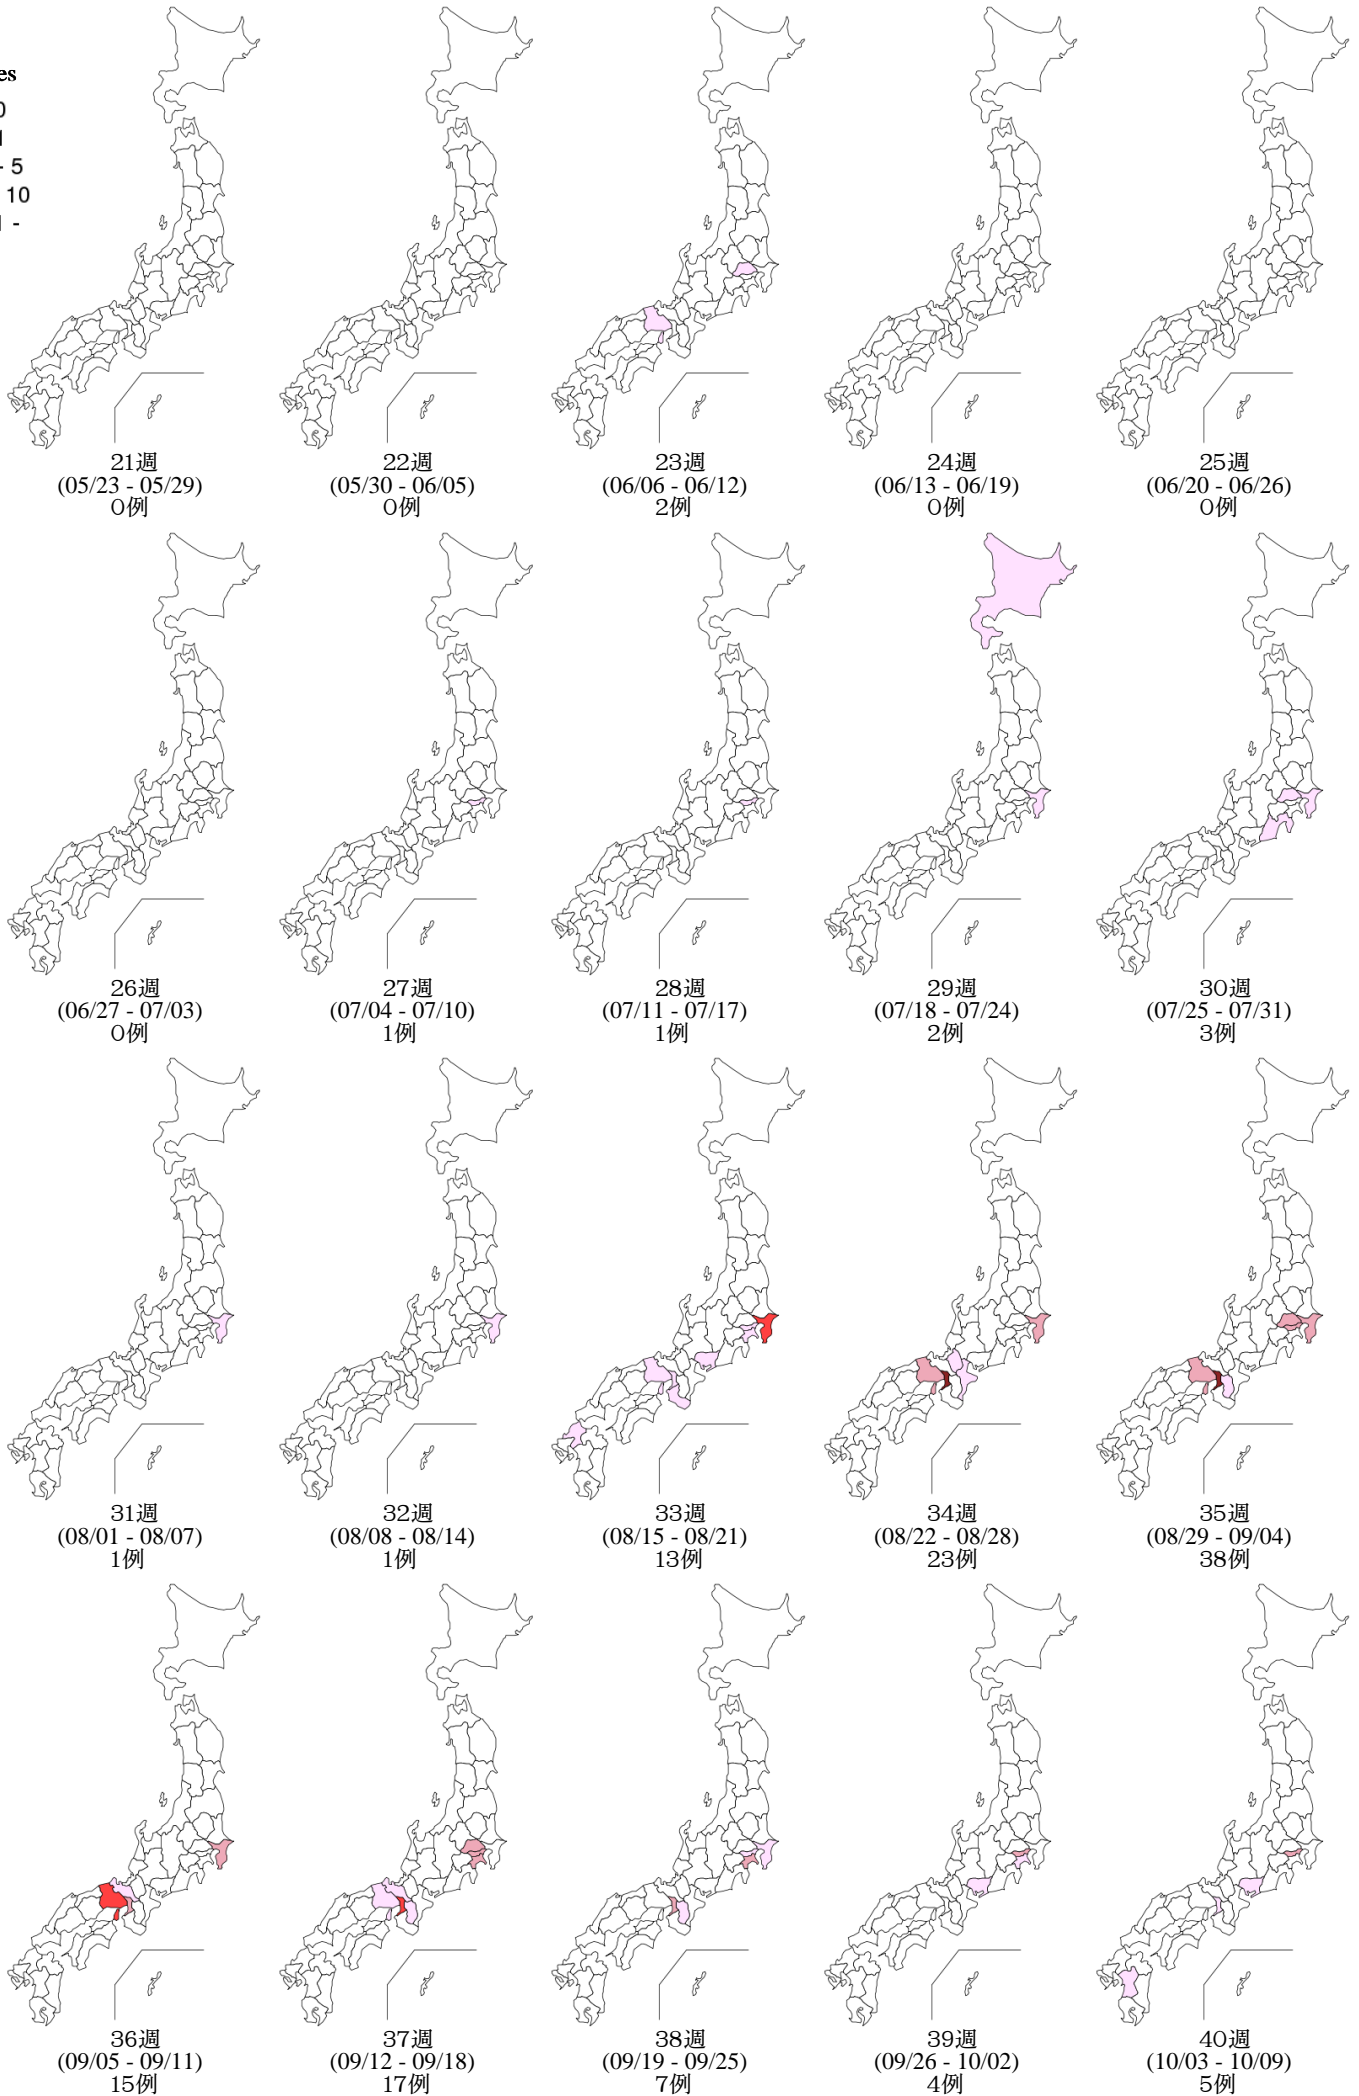 es
0
1
- 5
10
1 -
21週
(05/23 - 05/29)
0例
22週
(05/30 - 06/05)
0例
23週
(06/06 - 06/12)
2例
24週
(06/13 - 06/19)
0例
25週
(06/20 - 06/26)
0例
26週
(06/27 - 07/03)
0例
27週
(07/04 - 07/10)
1例
28週
(07/11 - 07/17)
1例
29週
(07/18 - 07/24)
2例
30週
(07/25 - 07/31)
3例
31週
(08/01 - 08/07)
1例
32週
(08/08 - 08/14)
1例
33週
(08/15 - 08/21)
13例
34週
(08/22 - 08/28)
23例
35週
(08/29 - 09/04)
38例
36週
(09/05 - 09/11)
15例
37週
(09/12 - 09/18)
17例
38週
(09/19 - 09/25)
7例
39週
(09/26 - 10/02)
4例
40週
(10/03 - 10/09)
5例